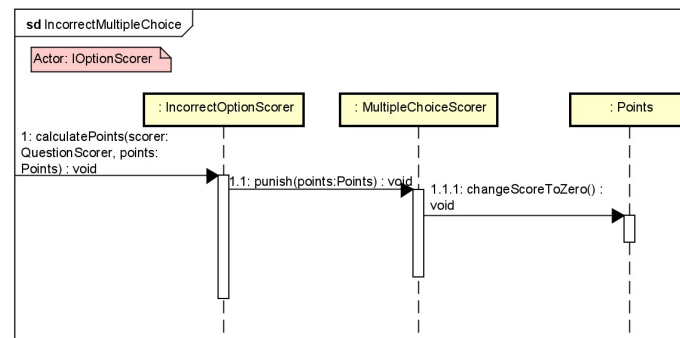 sd IncorrectMultipleChoice
Actor: IOptionScorer
: IncorrectOptionScorer
: MultipleChoiceScorer
: Points
1: calculatePoints(scorer:
QuestionScorer, points:
Points) : void
1.1: punish(points:Points) : void
1.1.1: changeScoreToZero() :
void